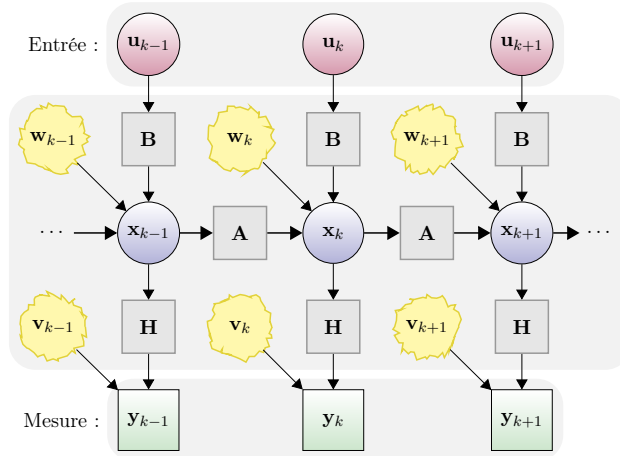 Entrée : u_{k−1} u_k u_{k+1}
w_{k−1} B w_k B w_{k+1} B
··· x_{k−1} A x_k A x_{k+1} ···
v_{k−1} H v_k H v_{k+1} H
Mesure : y_{k−1} y_k y_{k+1}